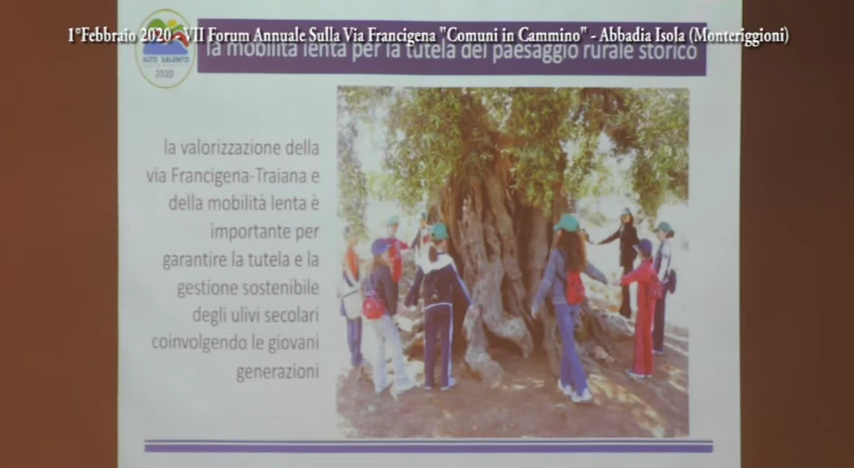 1°Febbraio 2020 - VII Forum Annuale Sulla Via Francigena "Comuni in Cammino" - Abbadia Isola (Monteriggioni)
la mobilità lenta per la tutela del paesaggio rurale storico
ALTO SALENTO
2020
la valorizzazione della
via Francigena-Traiana e
della mobilità lenta è
importante per
garantire la tutela e la
gestione sostenibile
degli ulivi secolari
coinvolgendo le giovani
generazioni